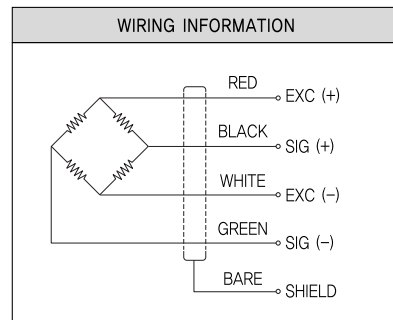 WIRING INFORMATION
RED EXC (+)
BLACK SIG (+)
WHITE EXC (-)
GREEN SIG (-)
BARE SHIELD